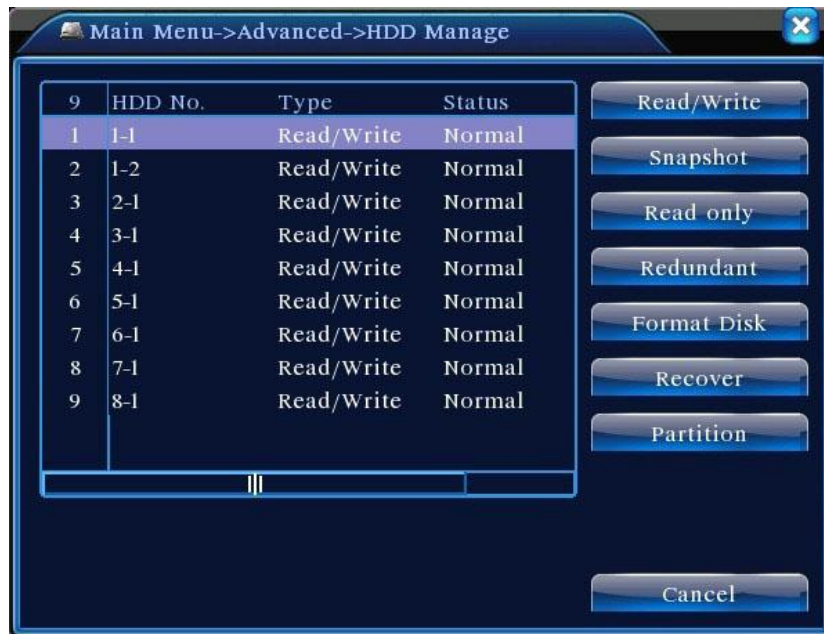 Main Menu->Advanced->HDD Manage
9 HDD No. Type Status
1 1-1 Read/Write Normal
2 1-2 Read/Write Normal
3 2-1 Read/Write Normal
4 3-1 Read/Write Normal
5 4-1 Read/Write Normal
6 5-1 Read/Write Normal
7 6-1 Read/Write Normal
8 7-1 Read/Write Normal
9 8-1 Read/Write Normal
Read/Write
Snapshot
Read only
Redundant
Format Disk
Recover
Partition
Cancel